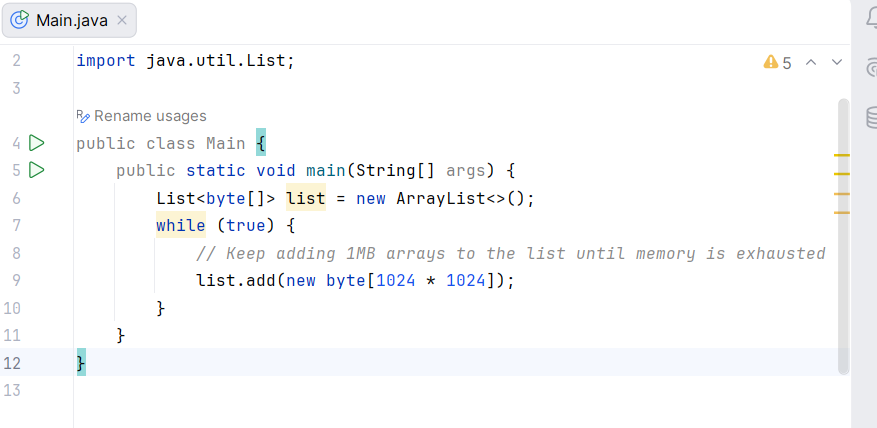 Main.java
2 import java.util.List;
5
3
Rename usages
4 public class Main {
5 public static void main(String[] args) {
6 List<byte[]> list = new ArrayList<>();
7 while (true) {
8 // Keep adding 1MB arrays to the list until memory is exhausted
9 list.add(new byte[1024 * 1024]);
10 }
11 }
12 }
13